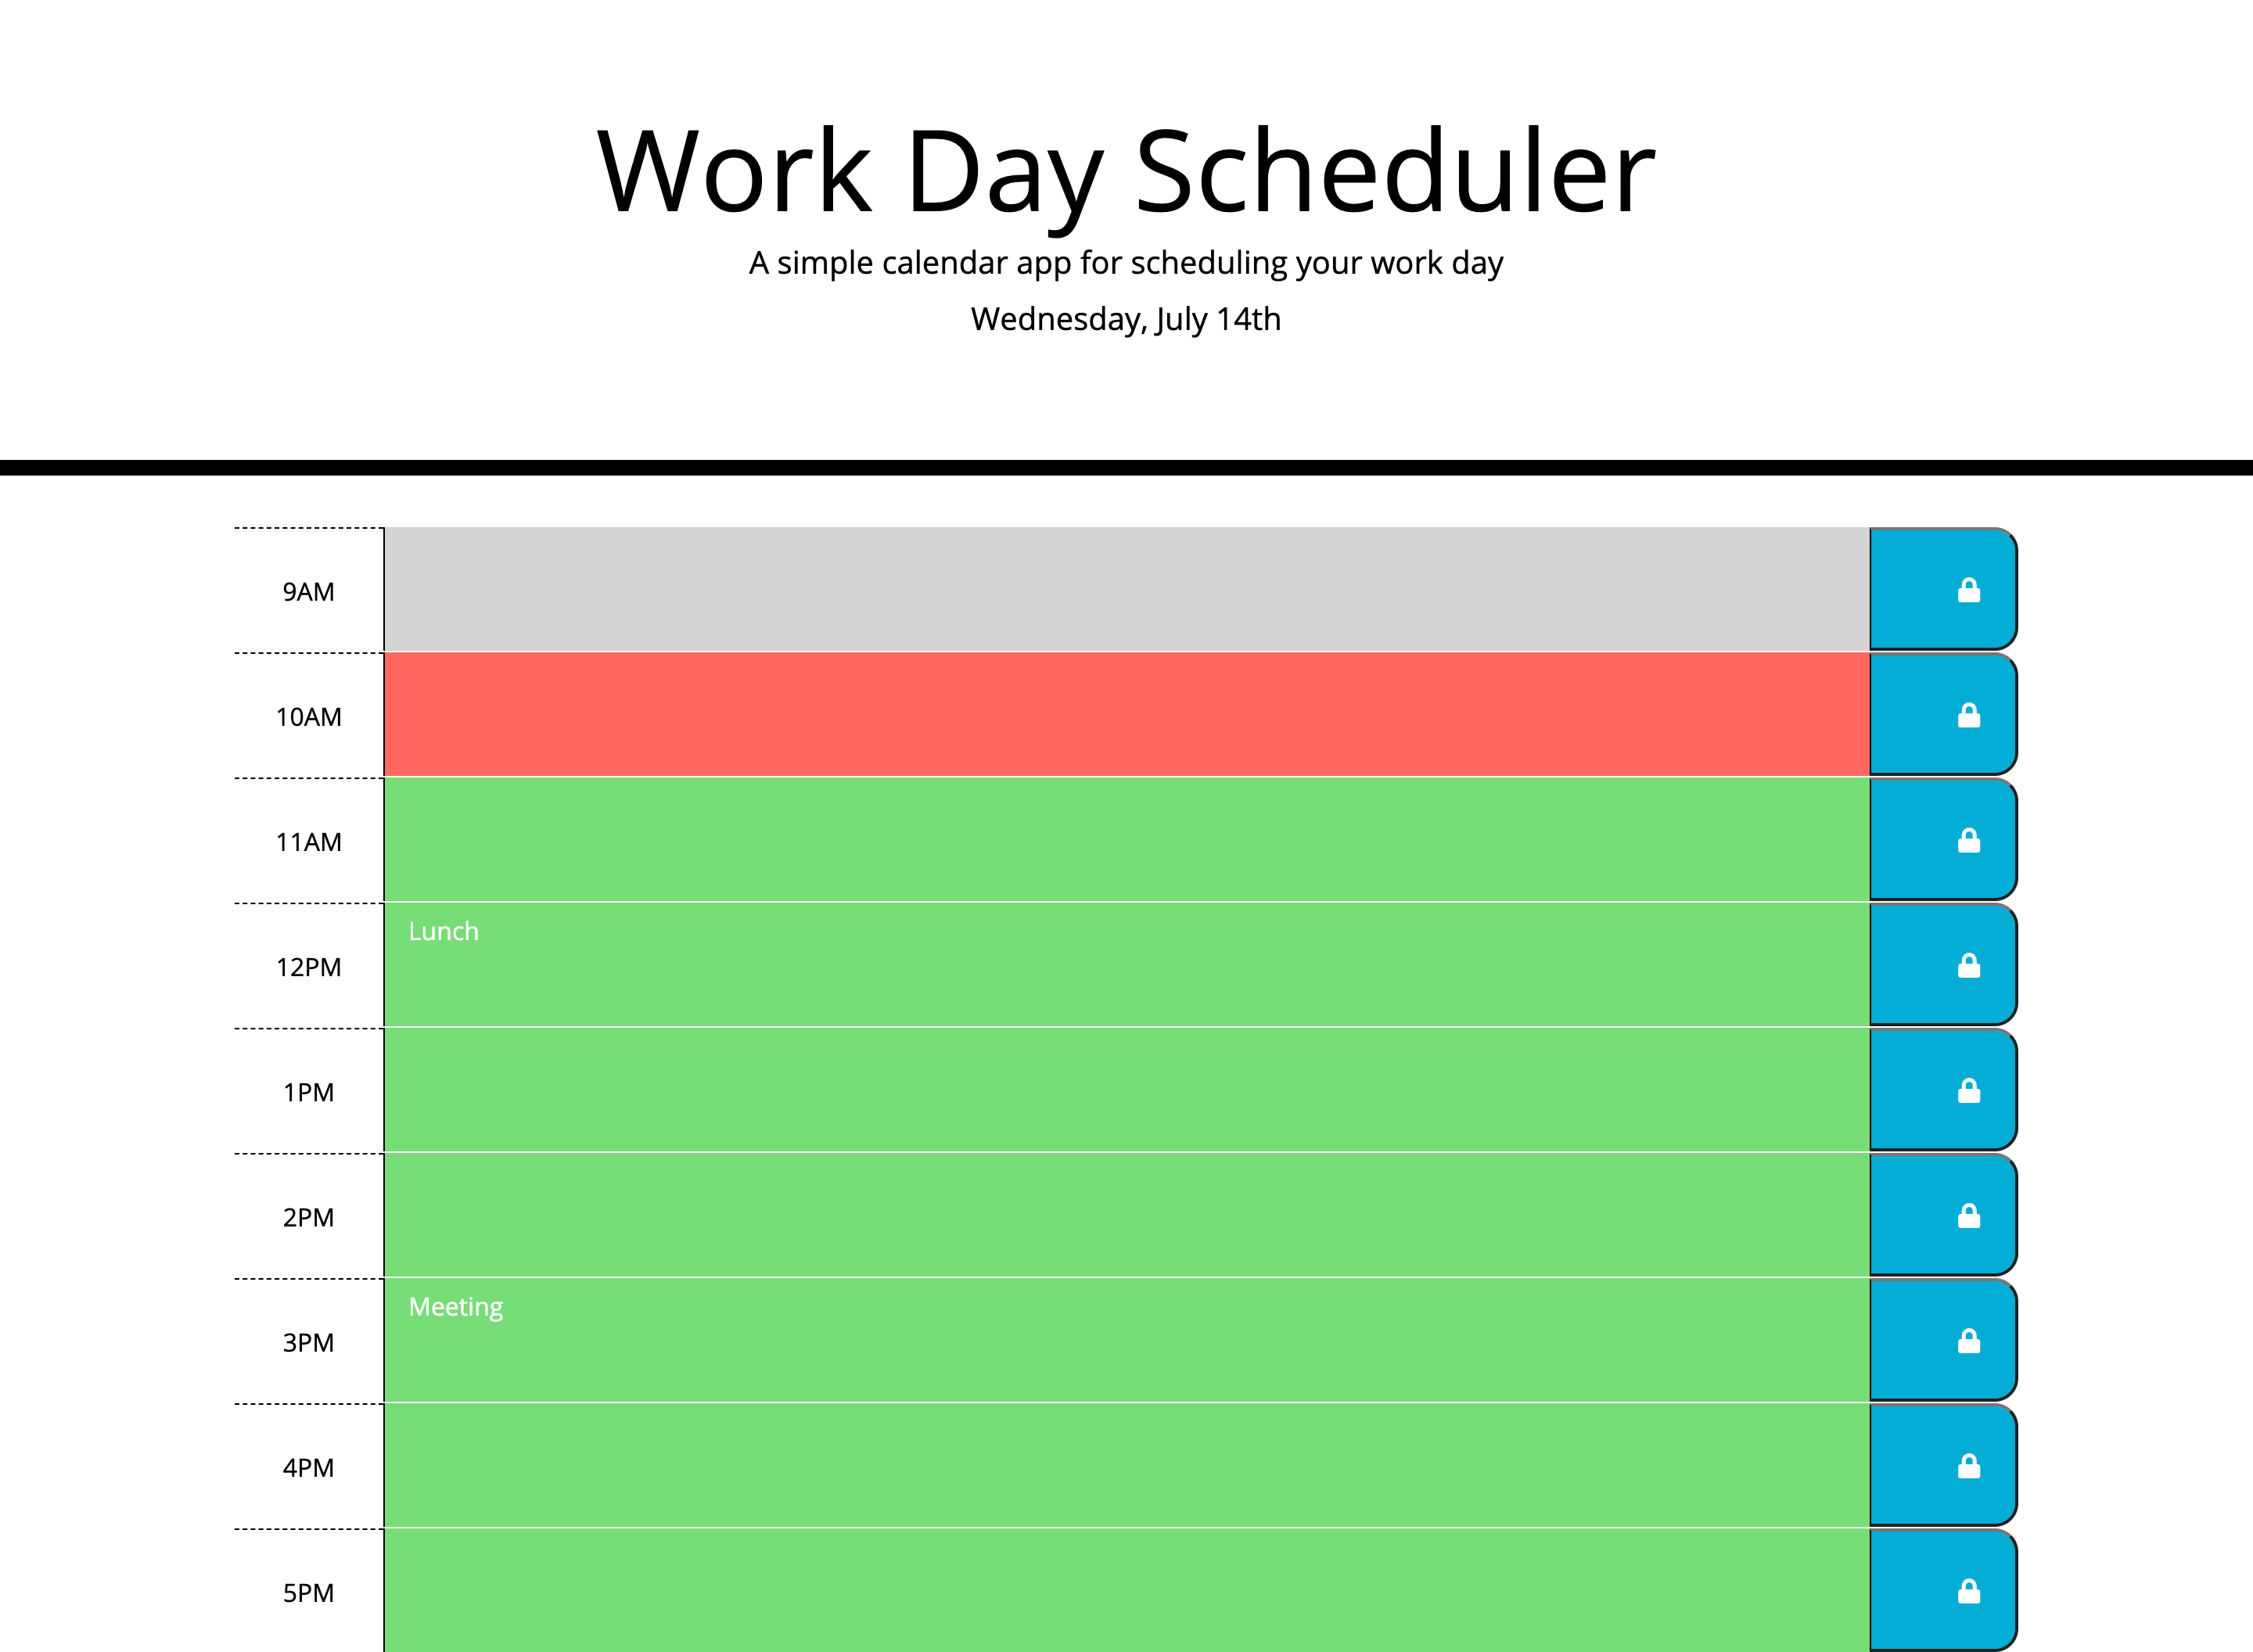 Work Day Scheduler
A simple calendar app for scheduling your work day
Wednesday, July 14th
9AM
10AM
11AM
Lunch
12PM
1PM
2PM
Meeting
3PM
4PM
5PM